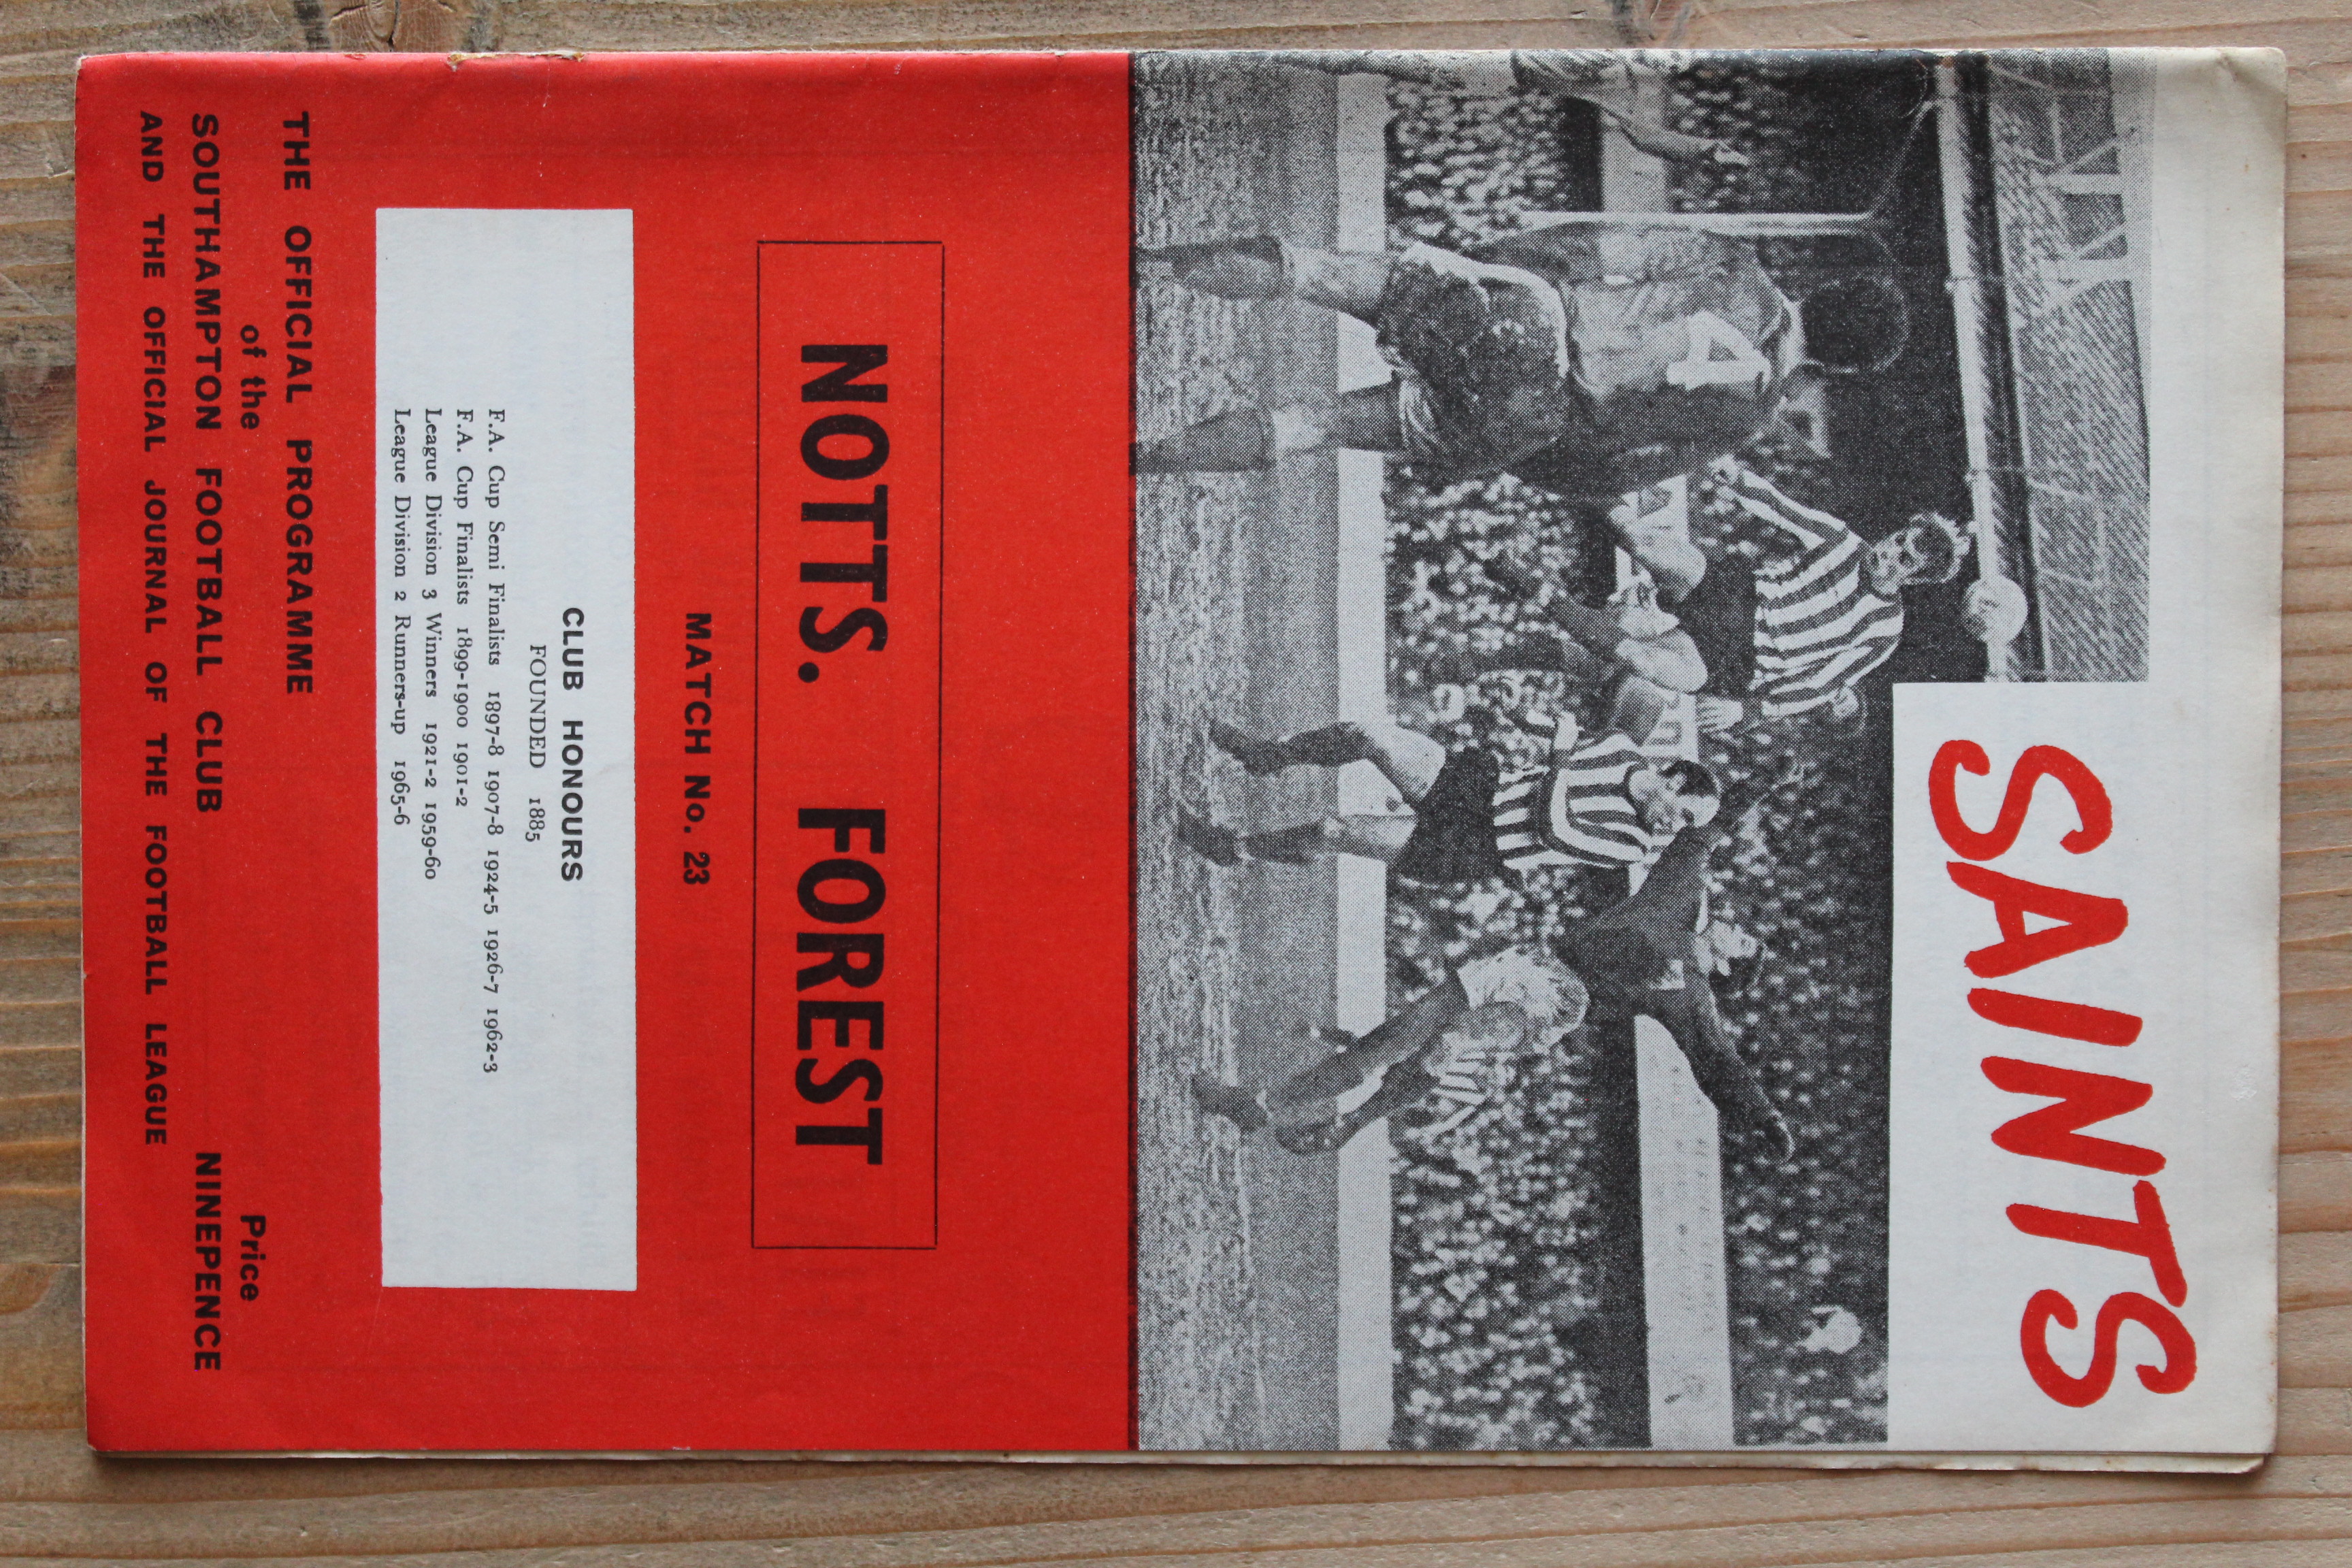 SAINTS
4
NOTTS. FOREST
MATCH No. 23
CLUB HONOURS
FOUNDED 1885
F.A. Cup Semi Finalists 1897-8 1907-8 1924-5 1926-7 1962-3
F.A. Cup Finalists 1899-1900 1901-2
League Division 3 Winners 1921-2 1959-60
League Division 2 Runners-up 1965-6
THE OFFICIAL PROGRAMME
of the
Price
SOUTHAMPTON FOOTBALL CLUB
NINEPENCE
AND THE OFFICIAL JOURNAL OF THE FOOTBALL LEAGUE